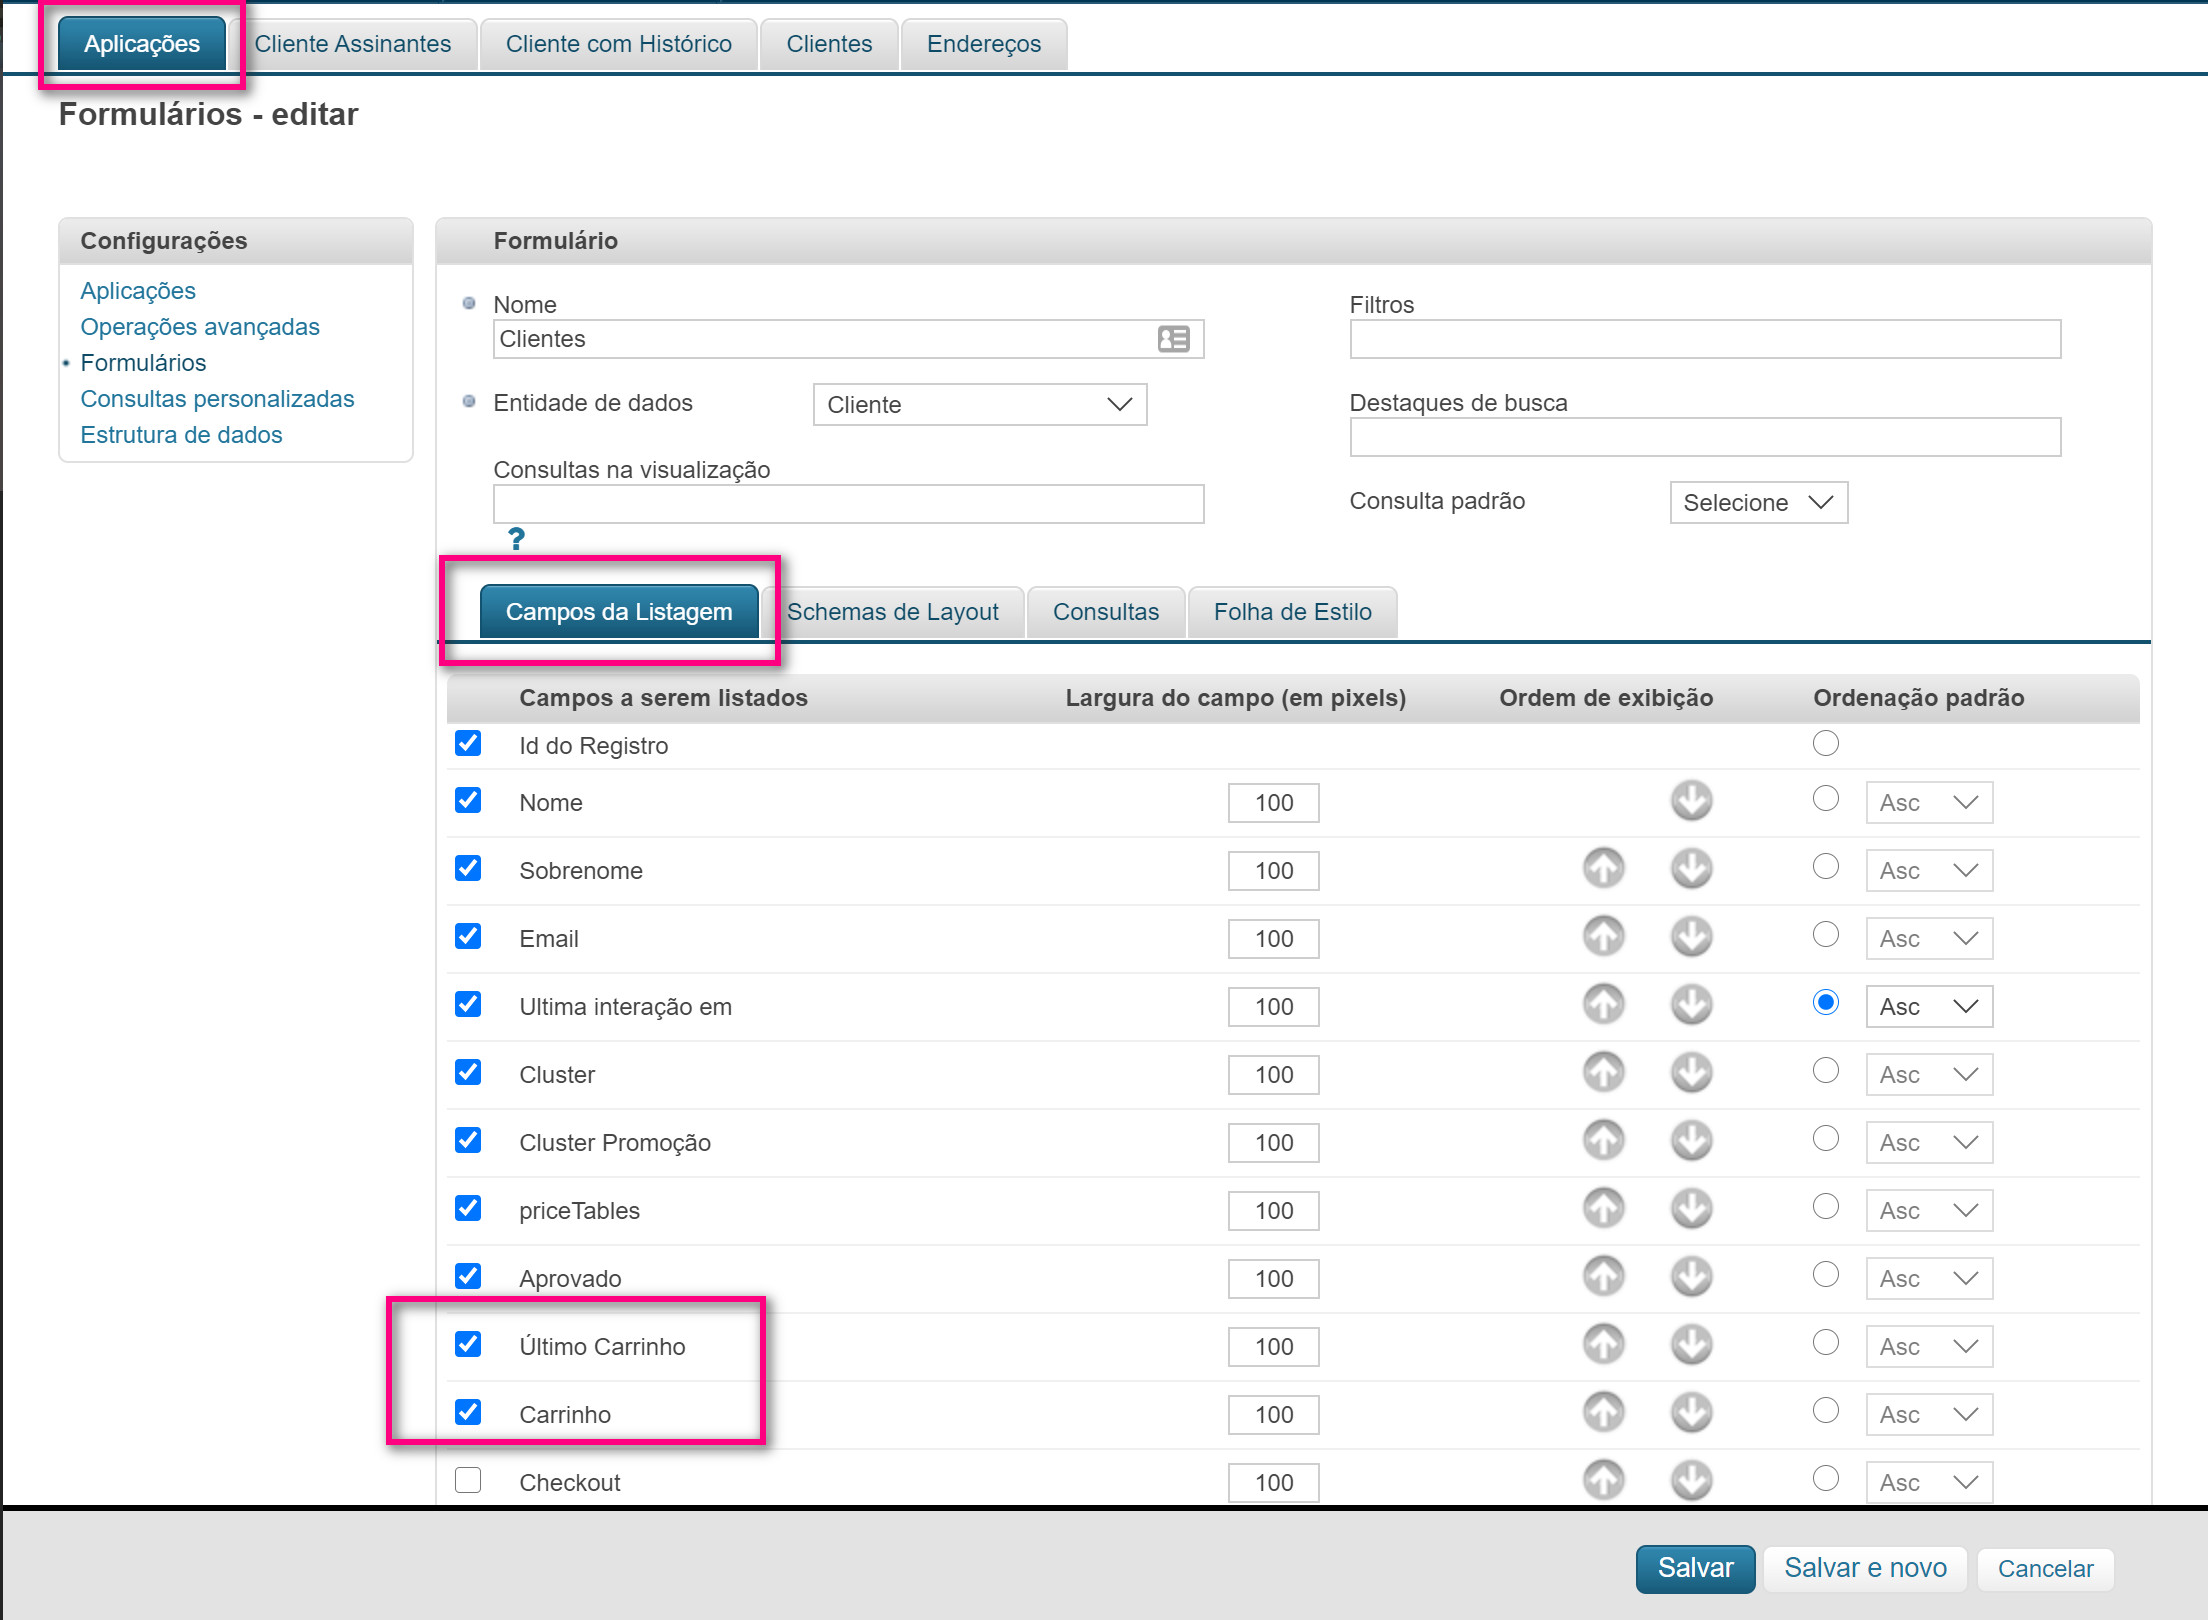 Aplicações Cliente Assinantes Cliente com Histórico Clientes Endereços
Formulários - editar
Configurações
Aplicações
Operações avançadas
Formulários
Consultas personalizadas
Estrutura de dados
Formulário
Nome
Clientes
Filtros
Entidade de dados Cliente
Destaques de busca
Consultas na visualização
?
Consulta padrão Selecione
Campos da Listagem Schemas de Layout Consultas Folha de Estilo
Campos a serem listados Largura do campo (em pixels) Ordem de exibição Ordenação padrão
Id do Registro
Nome 100 Asc
Sobrenome 100 Asc
Email 100 Asc
Ultima interação em 100 Asc
Cluster 100 Asc
Cluster Promoção 100 Asc
priceTables 100 Asc
Aprovado 100 Asc
Último Carrinho 100 Asc
Carrinho 100 Asc
Checkout 100 Asc
Salvar Salvar e novo Cancelar